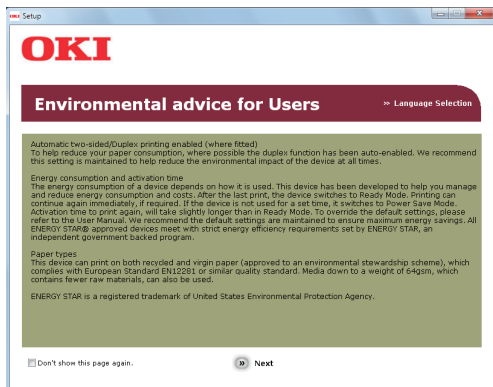 OKI Setup
OKI
Environmental advice for Users
» Language Selection
Automatic two-sided/Duplex printing enabled (where fitted)
To help reduce your paper consumption, where possible the duplex function has been auto-enabled. We recommend
this setting is maintained to help reduce the environmental impact of the device at all times.
Energy consumption and activation time
The energy consumption of a device depends on how it is used. This device has been developed to help you manage
and reduce energy consumption and costs. After the last print, the device switches to Ready Mode. Printing can
continue again immediately, if required. If the device is not used for a set time, it switches to Power Save Mode.
Activation time to print again, will take slightly longer than in Ready Mode. To override the default settings, please
refer to the User Manual. We recommend the default settings are maintained to ensure maximum energy savings. All
ENERGY STAR® approved devices meet with strict energy efficiency requirements set by ENERGY STAR, an
independent government backed program.
Paper types
This device can print on both recycled and virgin paper (approved to an environmental stewardship scheme), which
complies with European Standard EN12281 or similar quality standard. Media down to a weight of 64gsm, which
contains fewer raw materials, can also be used.
ENERGY STAR is a registered trademark of United States Environmental Protection Agency.
Don't show this page again.
» Next